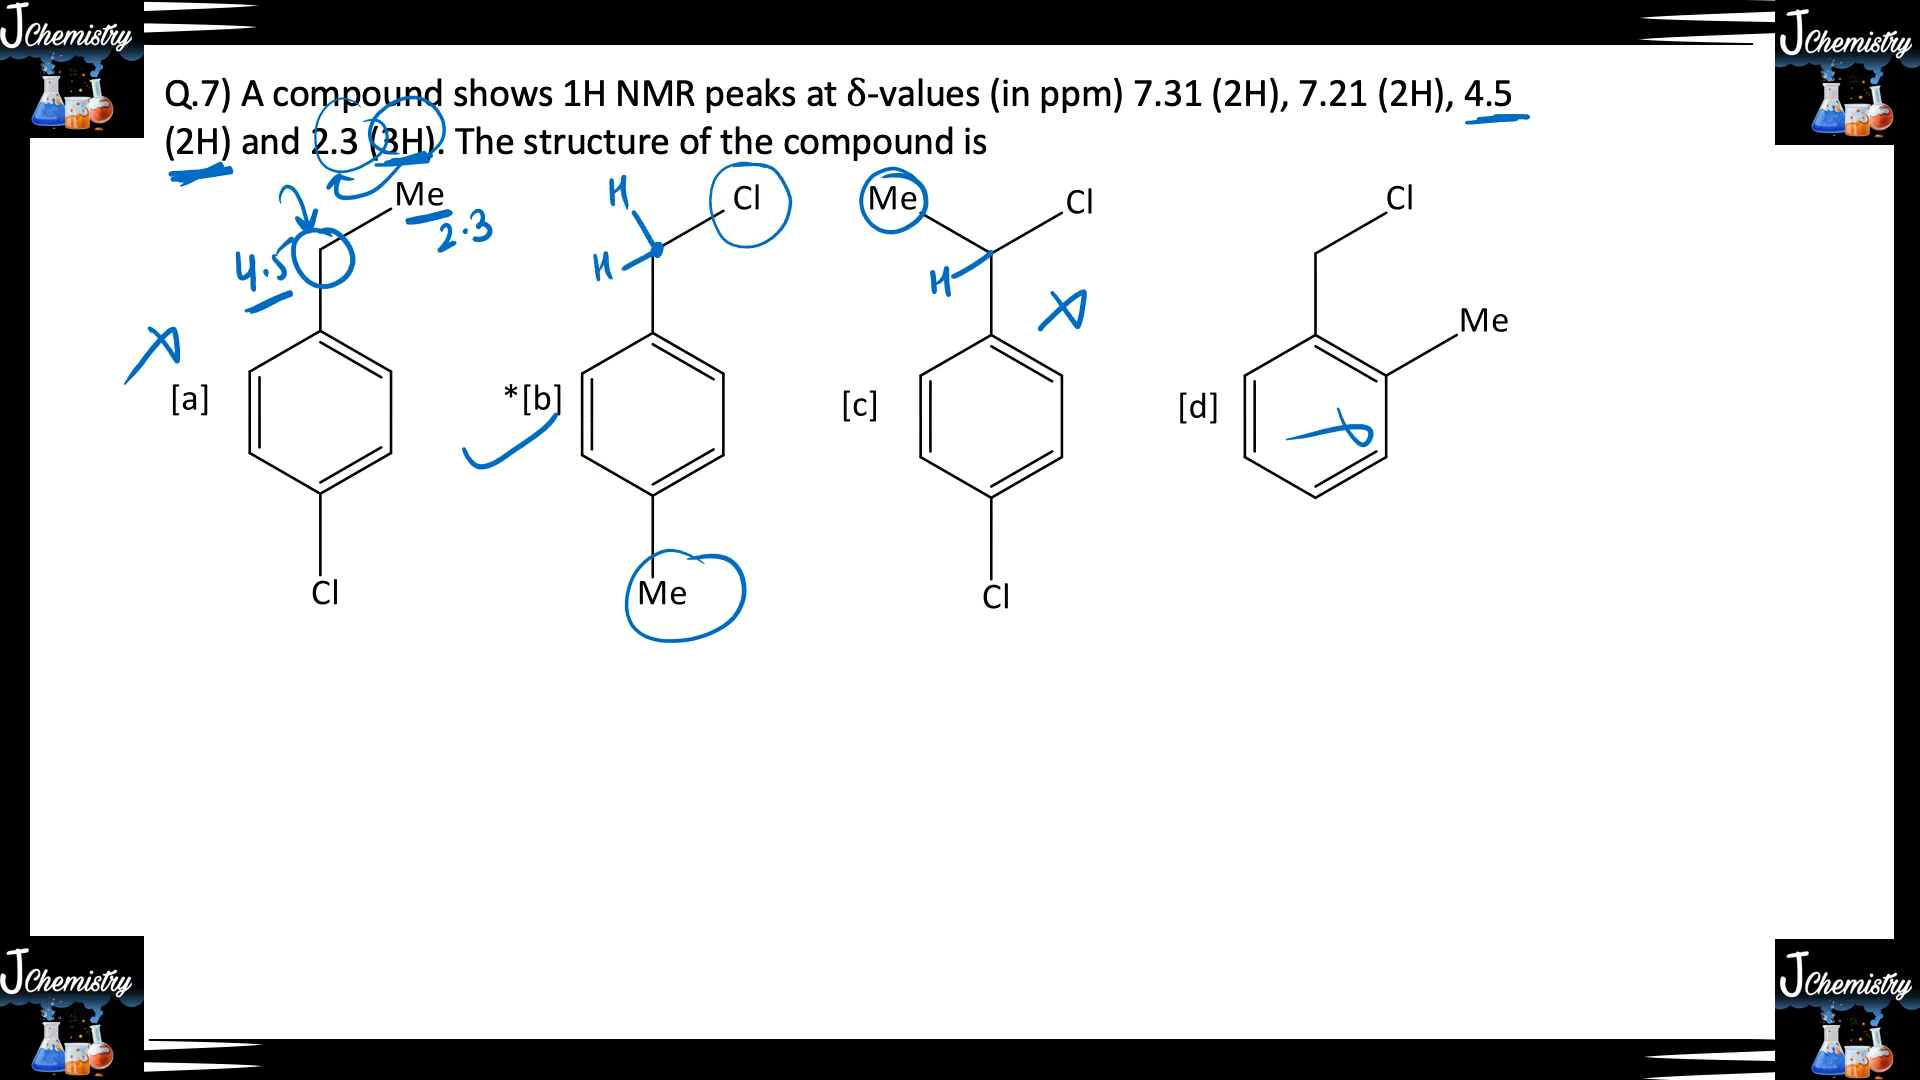 JChemistry
JChemistry
Q.7) A compound shows 1H NMR peaks at δ-values (in ppm) 7.31 (2H), 7.21 (2H), 4.5
(2H) and 2.3 (3H). The structure of the compound is
Me
2.3
4.5
[a]
Cl
H
Cl
H
*[b]
Me
Me
Cl
H
[c]
Cl
Cl
Me
[d]
JChemistry
JChemistry